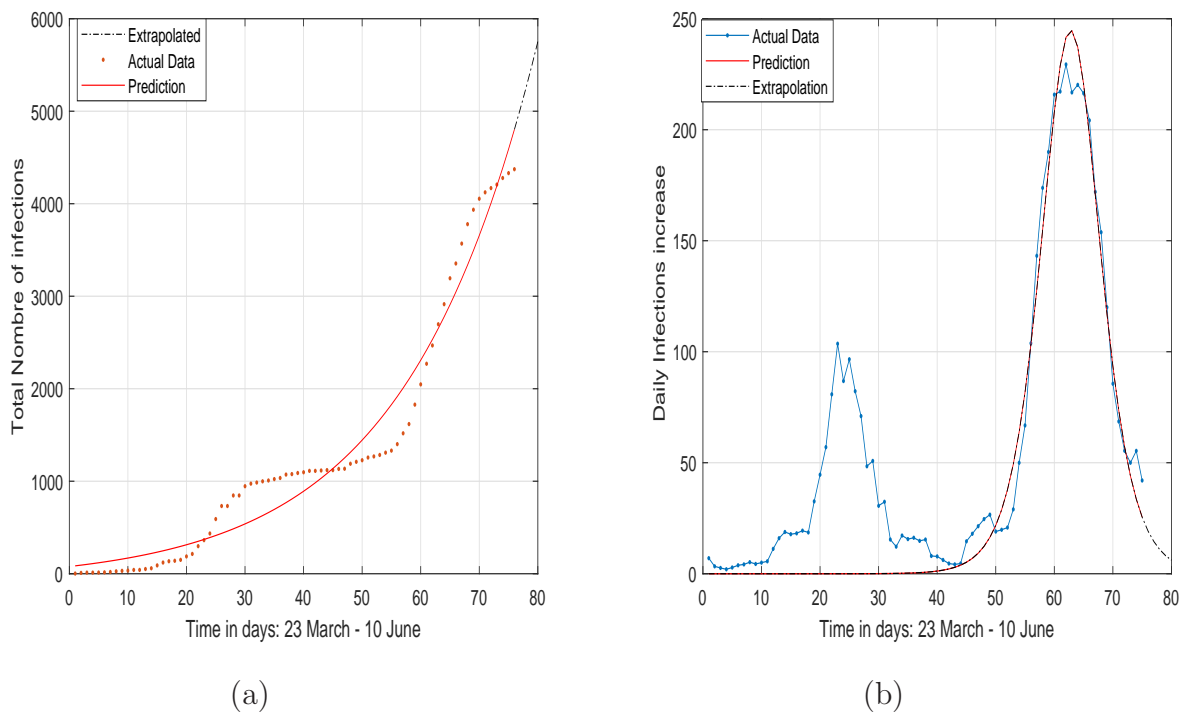 6000
5000
4000
3000
2000
1000
0
Total Nombre of infections
Extrapolated
Actual Data
Prediction
0 10 20 30 40 50 60 70 80
Time in days: 23 March - 10 June
(a)
250
200
150
100
50
0
Daily Infections increase
Actual Data
Prediction
Extrapolation
0 10 20 30 40 50 60 70 80
Time in days: 23 March - 10 June
(b)